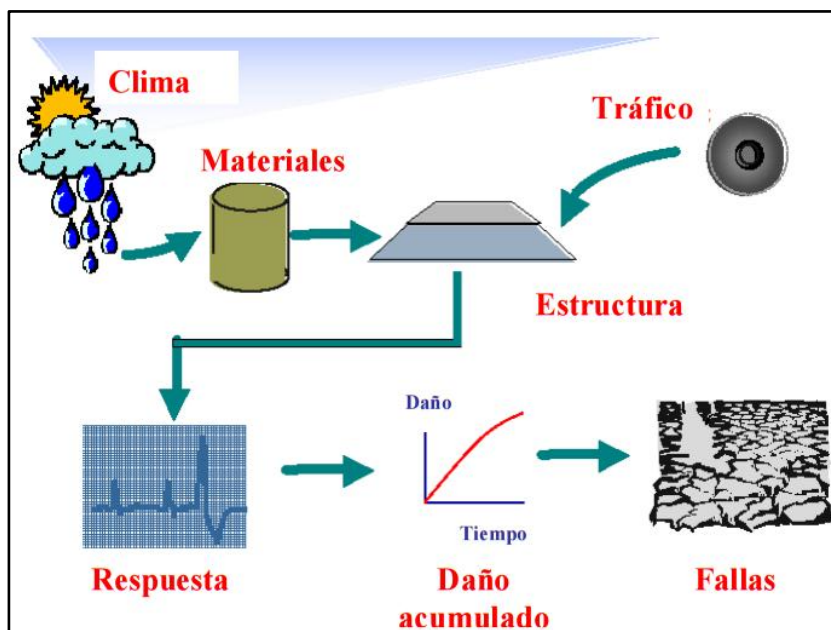 Clima
Tráfico
Materiales
Estructura
Daño
Tiempo
Respuesta
Daño
acumulado
Fallas